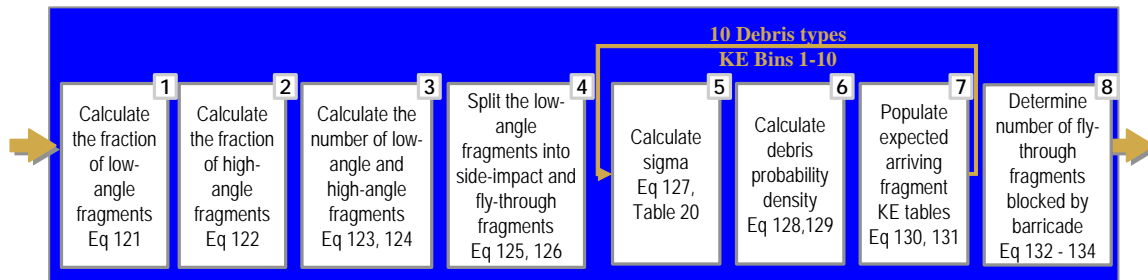 10 Debris types
KE Bins 1-10
1
Calculate
the fraction
of low-
angle
fragments
Eq 121
2
Calculate
the fraction
of high-
angle
fragments
Eq 122
3
Calculate the
number of low-
angle and
high-angle
fragments
Eq 123, 124
4
Split the low-
angle
fragments into
side-impact and
fly-through
fragments
Eq 125, 126
5
Calculate
sigma
Eq 127,
Table 20
6
Calculate
debris
probability
density
Eq 128,129
7
Populate
expected
arriving
fragment
KE tables
Eq 130, 131
8
Determine
number of fly-
through
fragments
blocked by
barricade
Eq 132 - 134